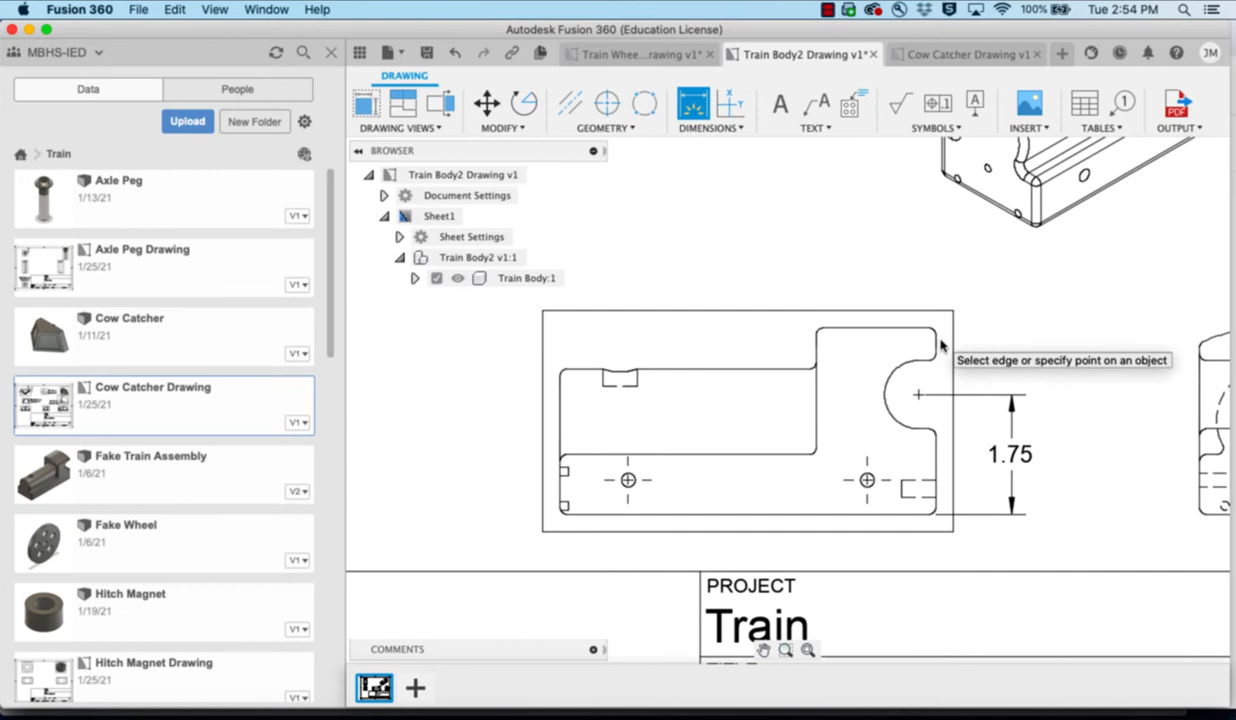 Fusion 360 File Edit View Window Help 100% Tue 2:54 PM
Autodesk Fusion 360 (Education License)
MBHS-IED
Train Whee...rawing v1*
Train Body2 Drawing v1*
Cow Catcher Drawing v1
JM
Data People
Upload New Folder
Train
Axle Peg
1/13/21
V1
Axle Peg Drawing
1/25/21
V1
Cow Catcher
1/11/21
V1
Cow Catcher Drawing
1/25/21
V1
Fake Train Assembly
1/6/21
V2
Fake Wheel
1/6/21
V1
Hitch Magnet
1/19/21
V1
Hitch Magnet Drawing
1/25/21
V1
DRAWING
A
PDF
DRAWING VIEWS MODIFY GEOMETRY DIMENSIONS TEXT SYMBOLS INSERT TABLES OUTPUT
BROWSER
Train Body2 Drawing v1
Document Settings
Sheet1
Sheet Settings
Train Body2 v1:1
Train Body:1
Select edge or specify point on an object
1.75
PROJECT
Train
COMMENTS